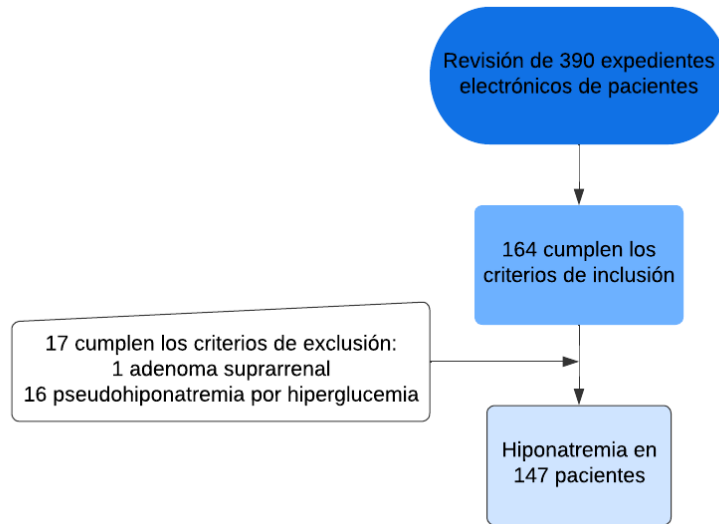 Revisión de 390 expedientes
electrónicos de pacientes
164 cumplen los
criterios de inclusión
17 cumplen los criterios de exclusión:
1 adenoma suprarrenal
16 pseudohiponatremia por hiperglucemia
Hiponatremia en
147 pacientes